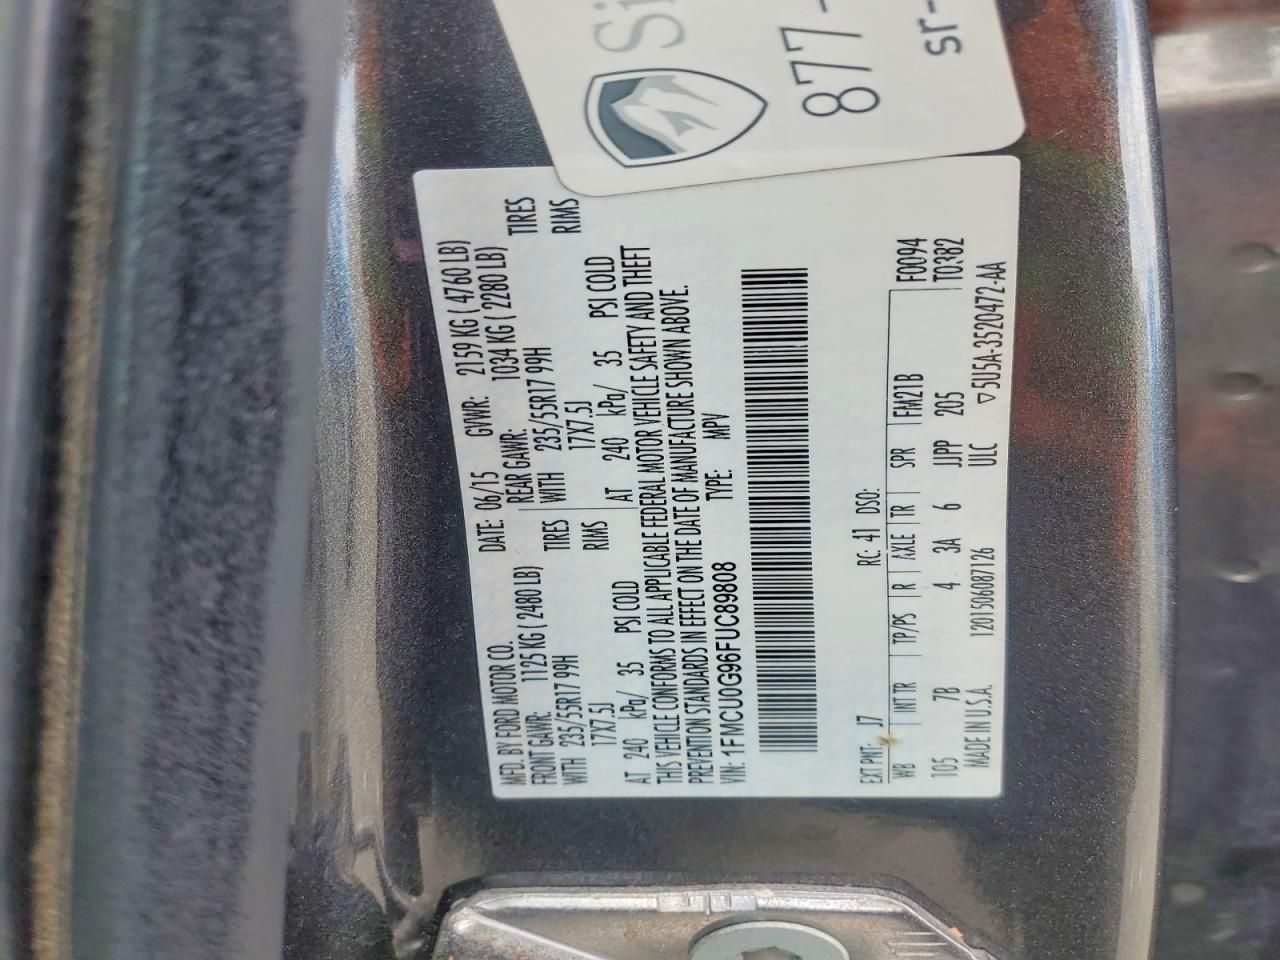 Si
877-
sr-
MFD. BY FORD MOTOR CO. DATE: 06/15 GVWR: 2159 KG ( 4760 LB)
FRONT GAWR: 1125 KG ( 2480 LB) REAR GAWR: 1034 KG ( 2280 LB)
WITH 235/55R17 99H TIRES WITH 235/55R17 99H TIRES
17X7.5J RIMS 17X7.5J RIMS
AT 240 kPa/ 35 PSI COLD AT 240 kPa/ 35 PSI COLD
THIS VEHICLE CONFORMS TO ALL APPLICABLE FEDERAL MOTOR VEHICLE SAFETY AND THEFT
PREVENTION STANDARDS IN EFFECT ON THE DATE OF MANUFACTURE SHOWN ABOVE.
VIN: 1FMCU0G96FUC89808 TYPE: MPV
EXT PNT: J7 RC: 41 DSO:
WB INT TR TP/PS R AXLE TR SPR FM21B F0094
105 7B 4 3A 6 JJPP 205 T0382
MADE IN U.S.A. 1201506087126 ULC ▽5U5A-3520472-AA